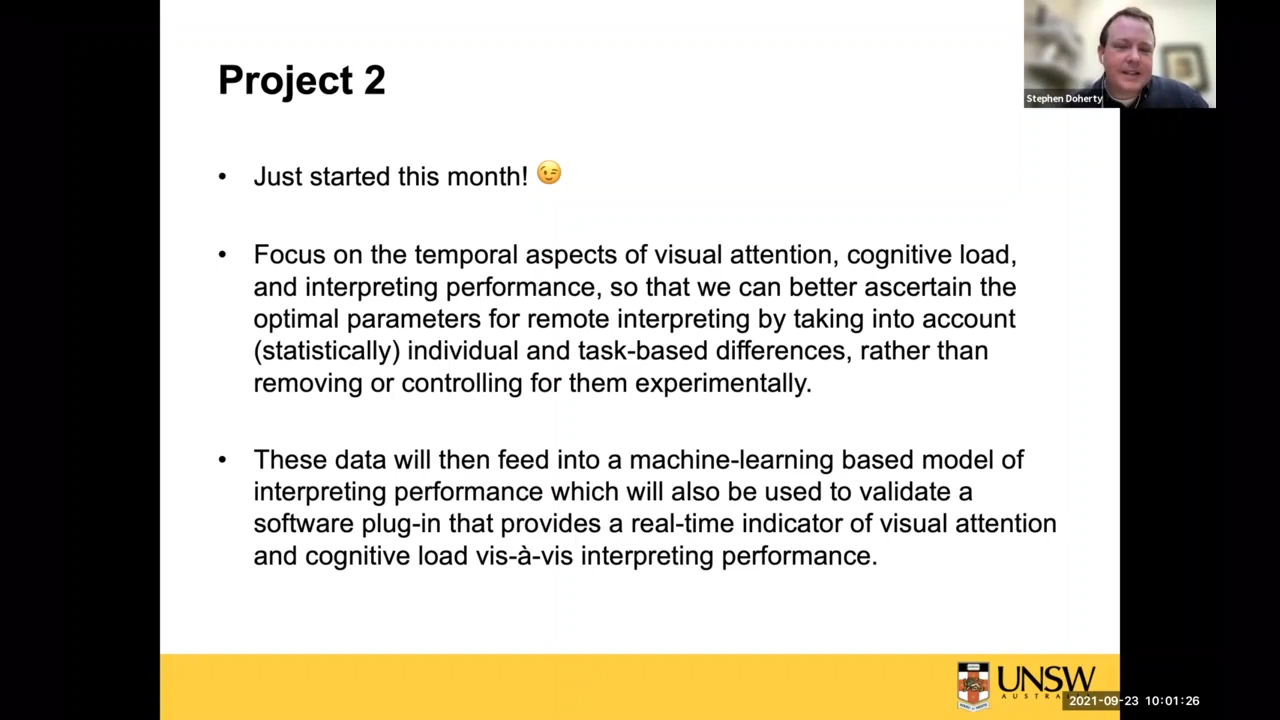 Project 2
Stephen Doherty
• Just started this month! 😉
• Focus on the temporal aspects of visual attention, cognitive load,
and interpreting performance, so that we can better ascertain the
optimal parameters for remote interpreting by taking into account
(statistically) individual and task-based differences, rather than
removing or controlling for them experimentally.
• These data will then feed into a machine-learning based model of
interpreting performance which will also be used to validate a
software plug-in that provides a real-time indicator of visual attention
and cognitive load vis-à-vis interpreting performance.
UNSW
2021-09-23 10:01:26